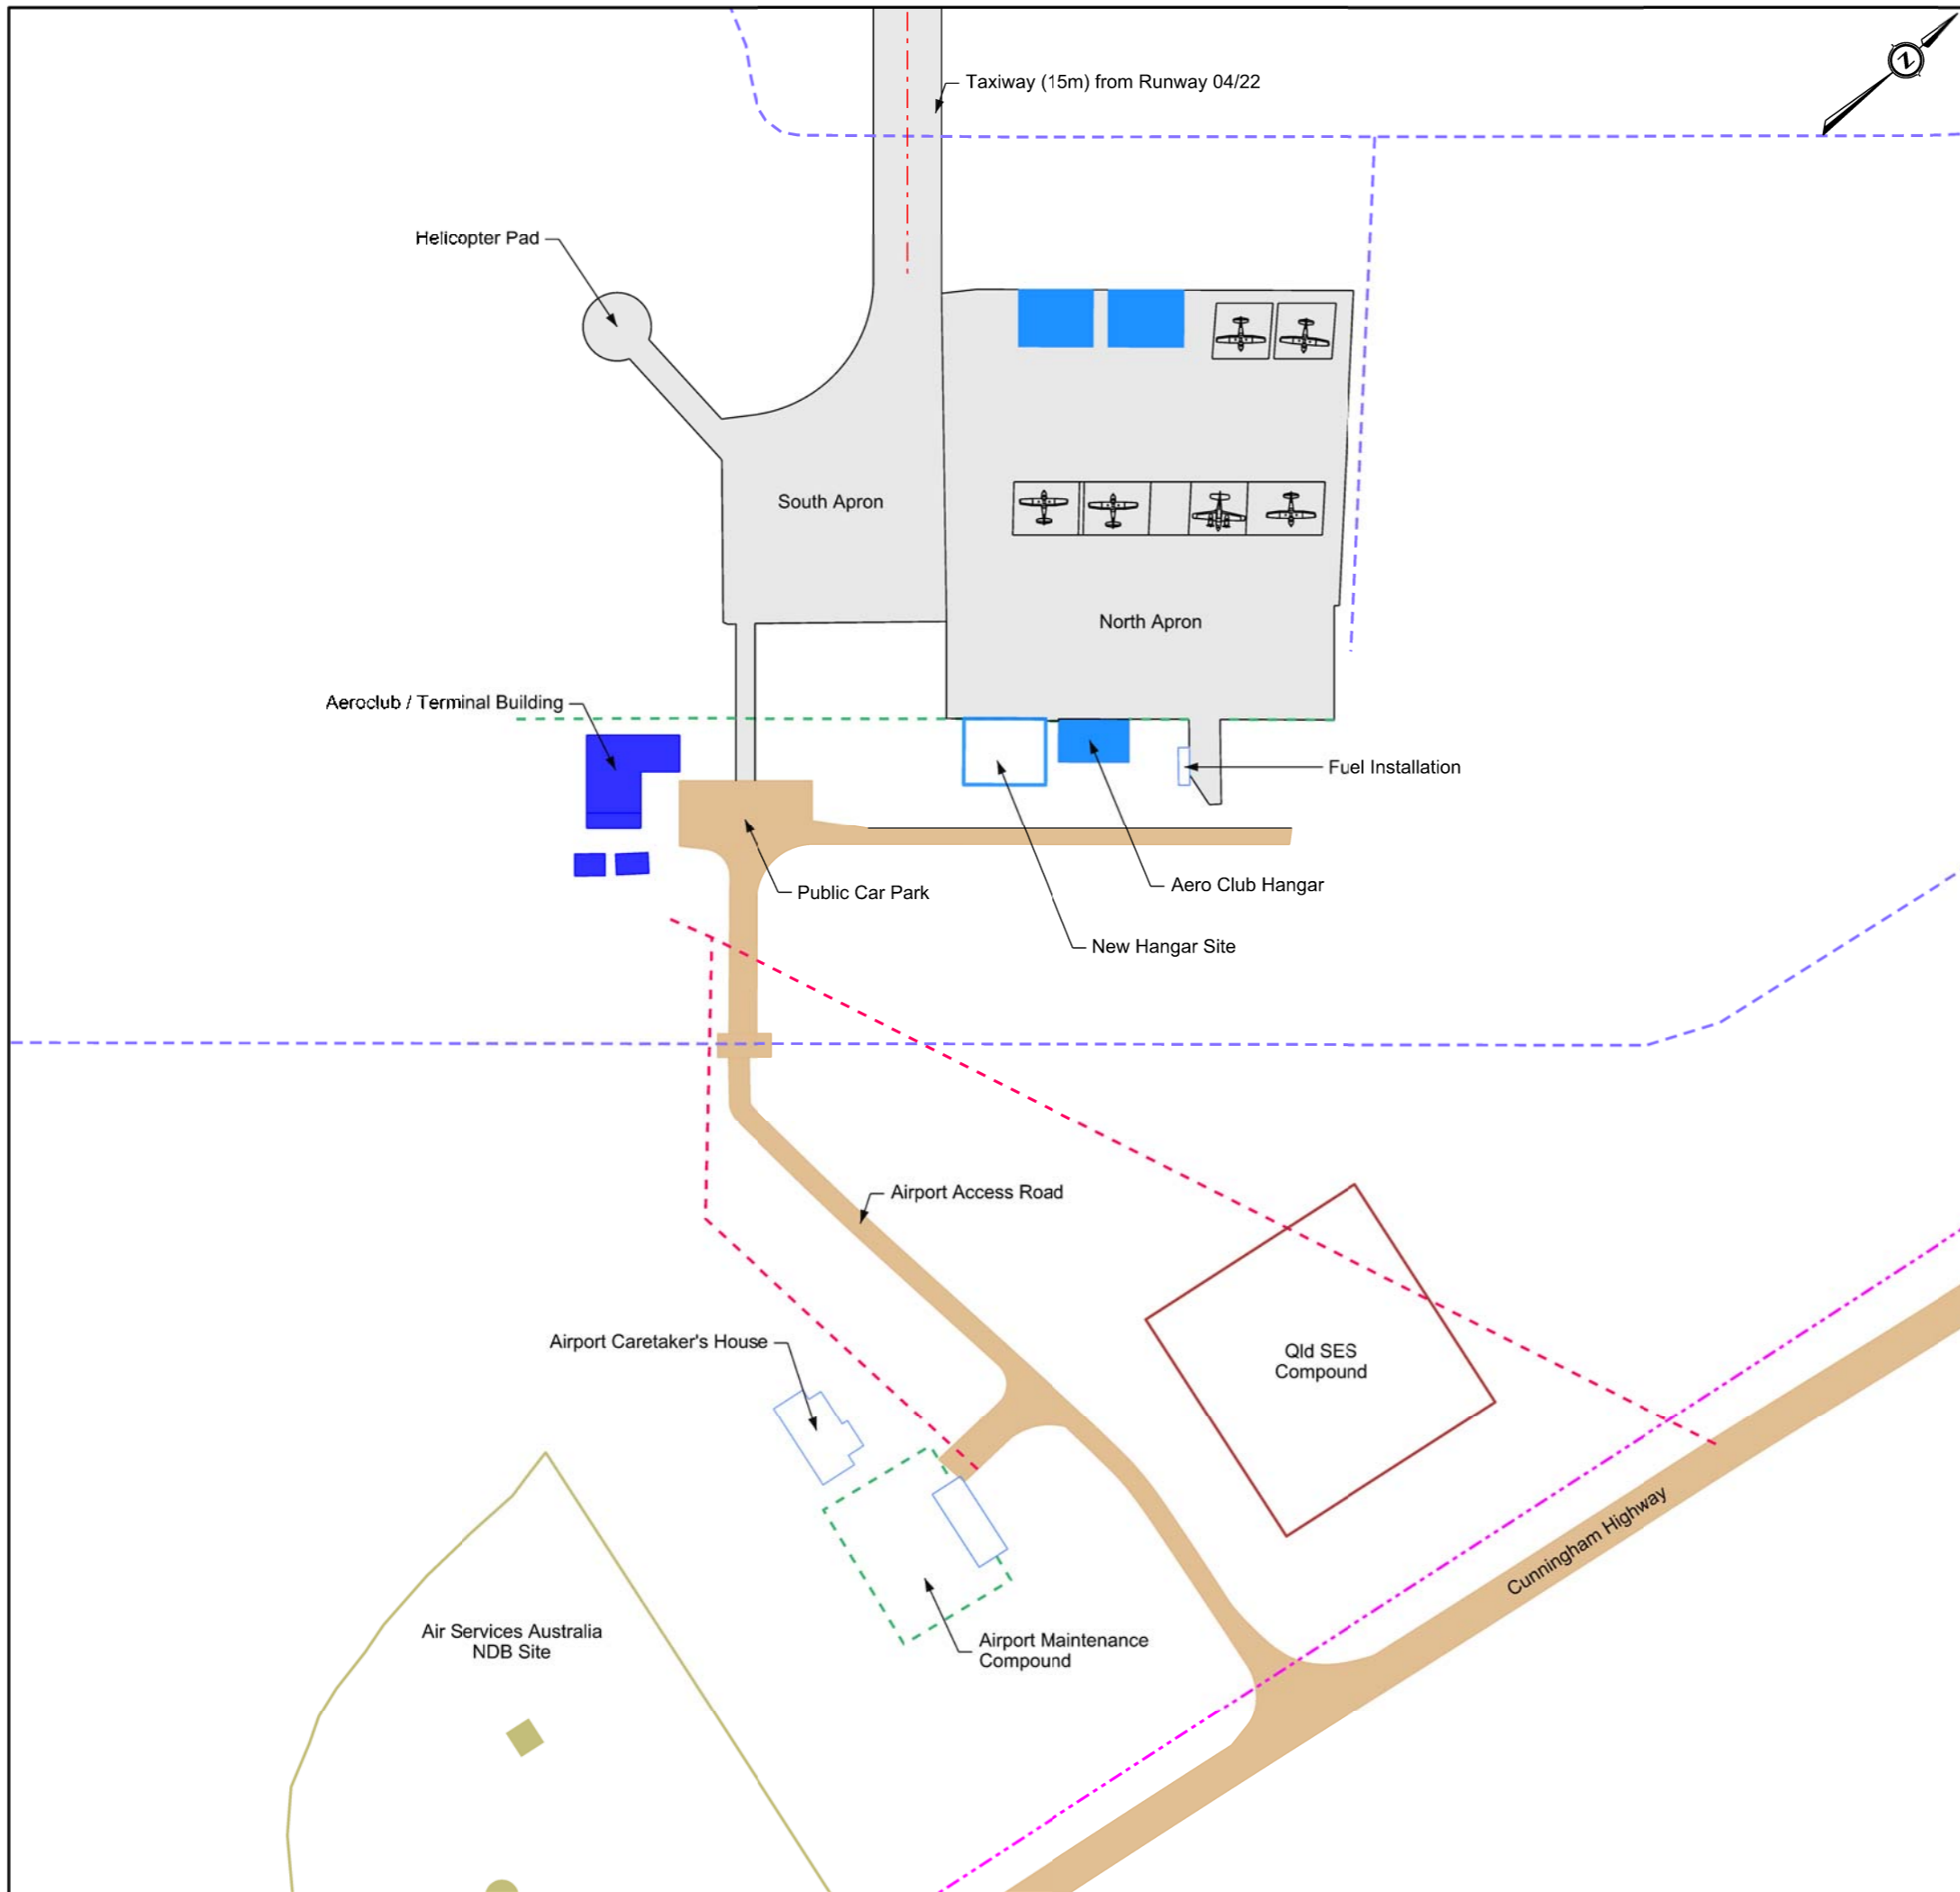 Z
Taxiway (15m) from Runway 04/22
Helicopter Pad
South Apron
North Apron
Aeroclub / Terminal Building
Fuel Installation
Public Car Park
Aero Club Hangar
New Hangar Site
Airport Access Road
Airport Caretaker's House
Qld SES
Compound
Cunningham Highway
Air Services Australia
NDB Site
Airport Maintenance
Compound